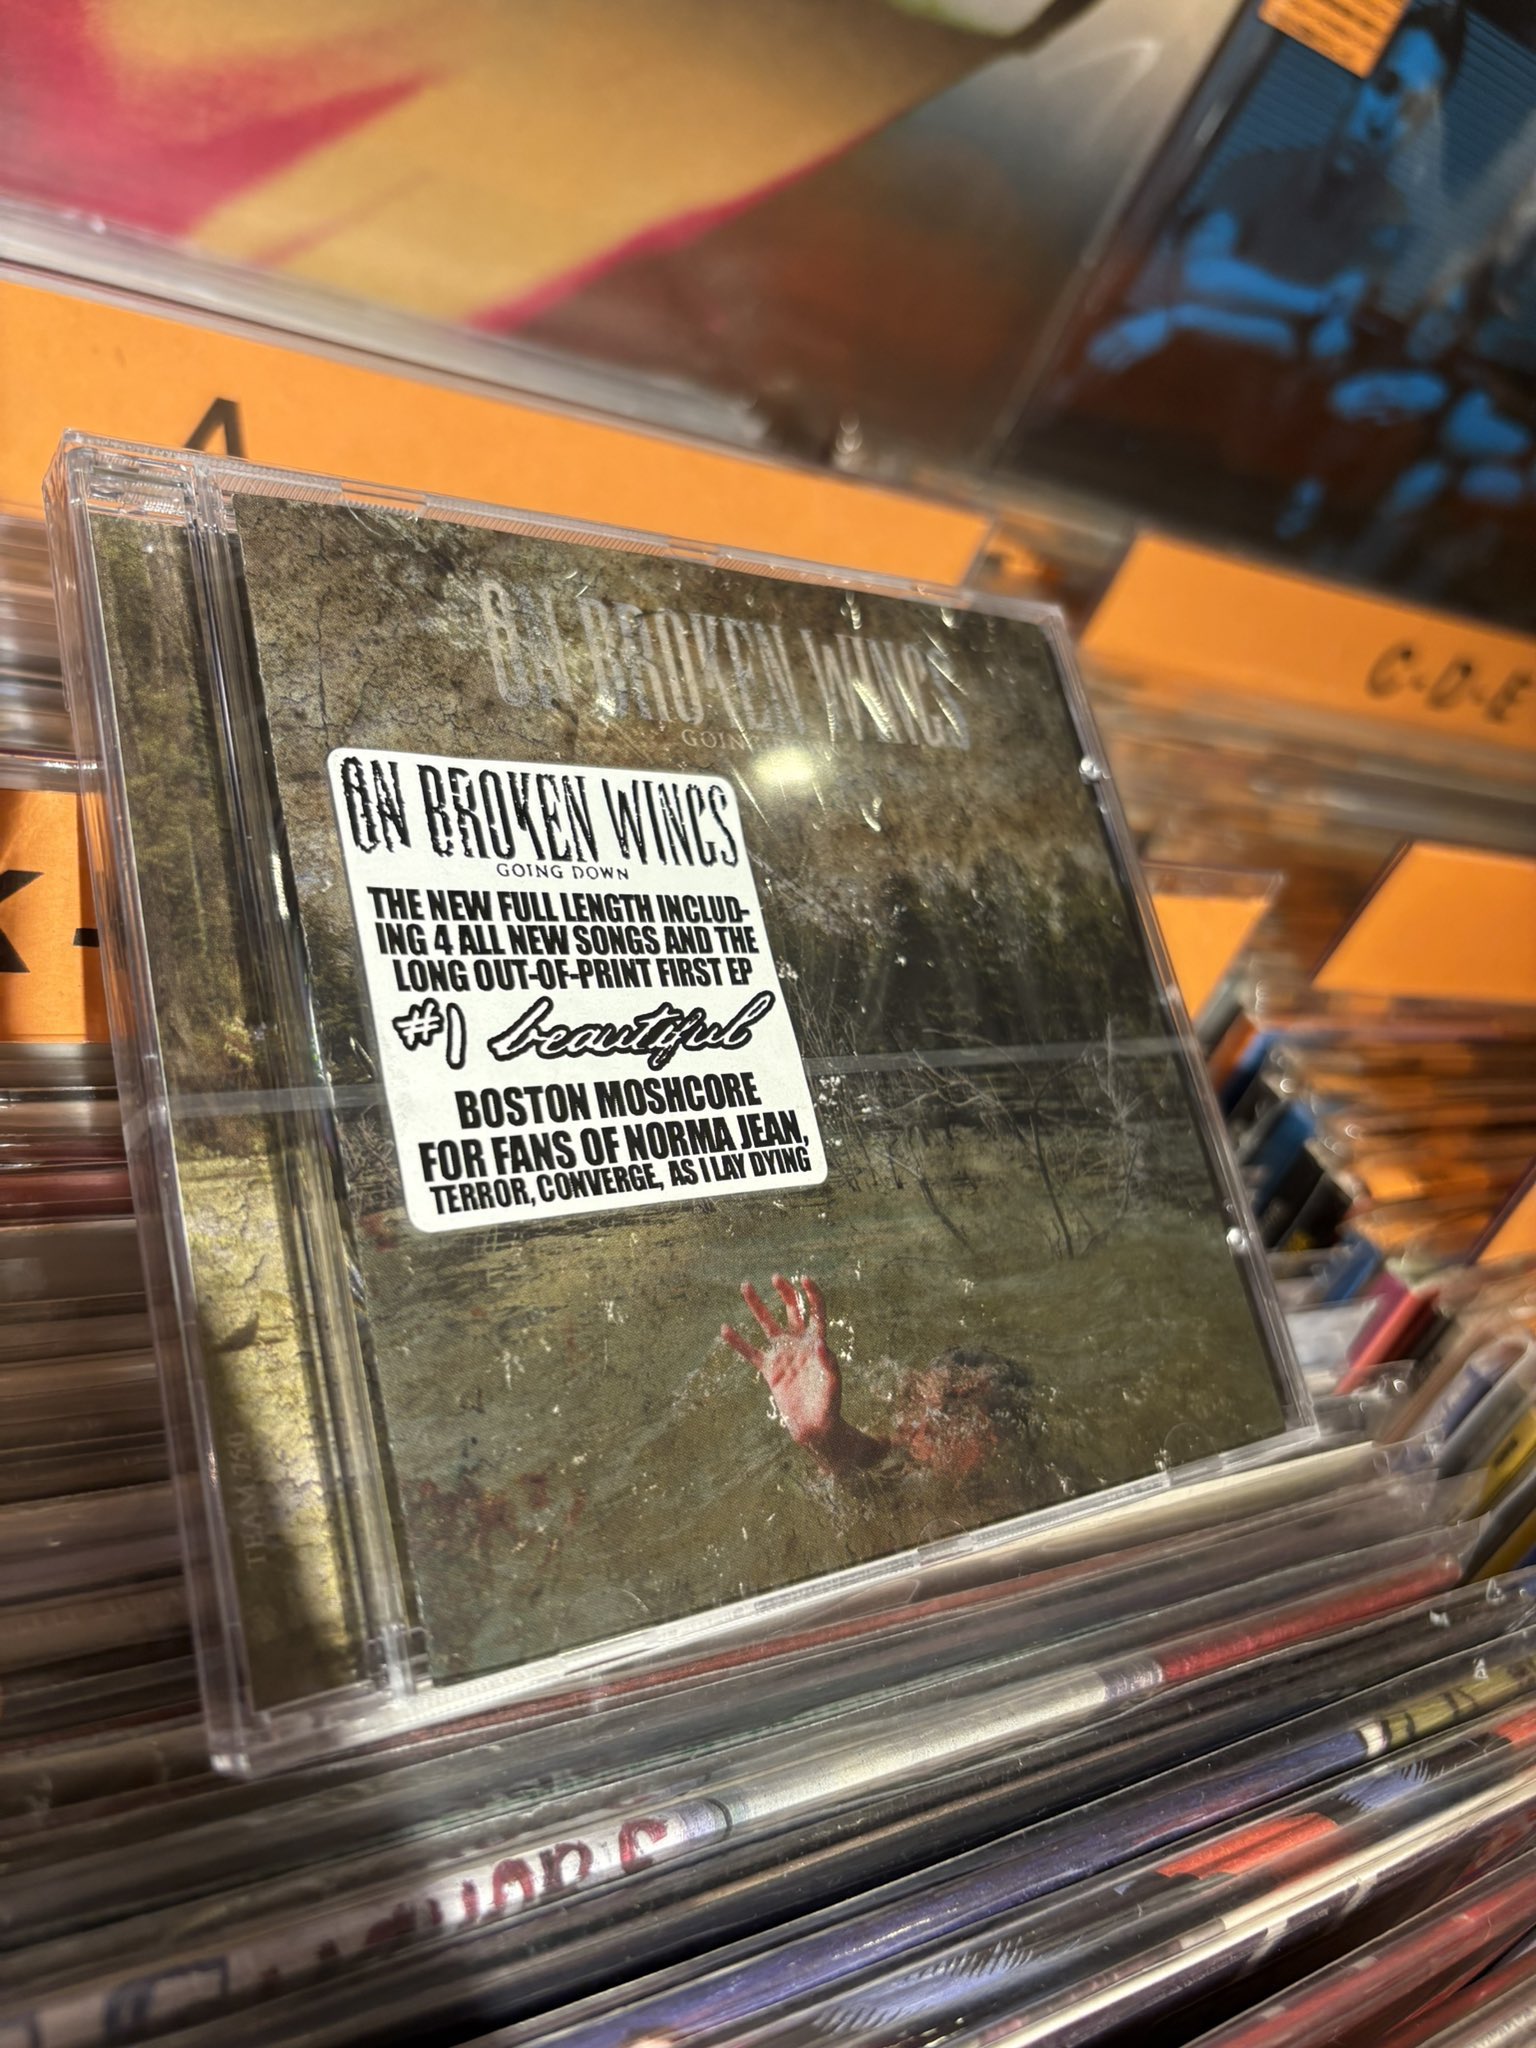 A
C-D-E
K-
ON BROKEN WINGS
GOING
ON BROKEN WINGS
GOING DOWN
THE NEW FULL LENGTH INCLUD-
ING 4 ALL NEW SONGS AND THE
LONG OUT-OF-PRINT FIRST EP
#1 beautiful
BOSTON MOSHCORE
FOR FANS OF NORMA JEAN,
TERROR, CONVERGE, AS I LAY DYING
TEAM